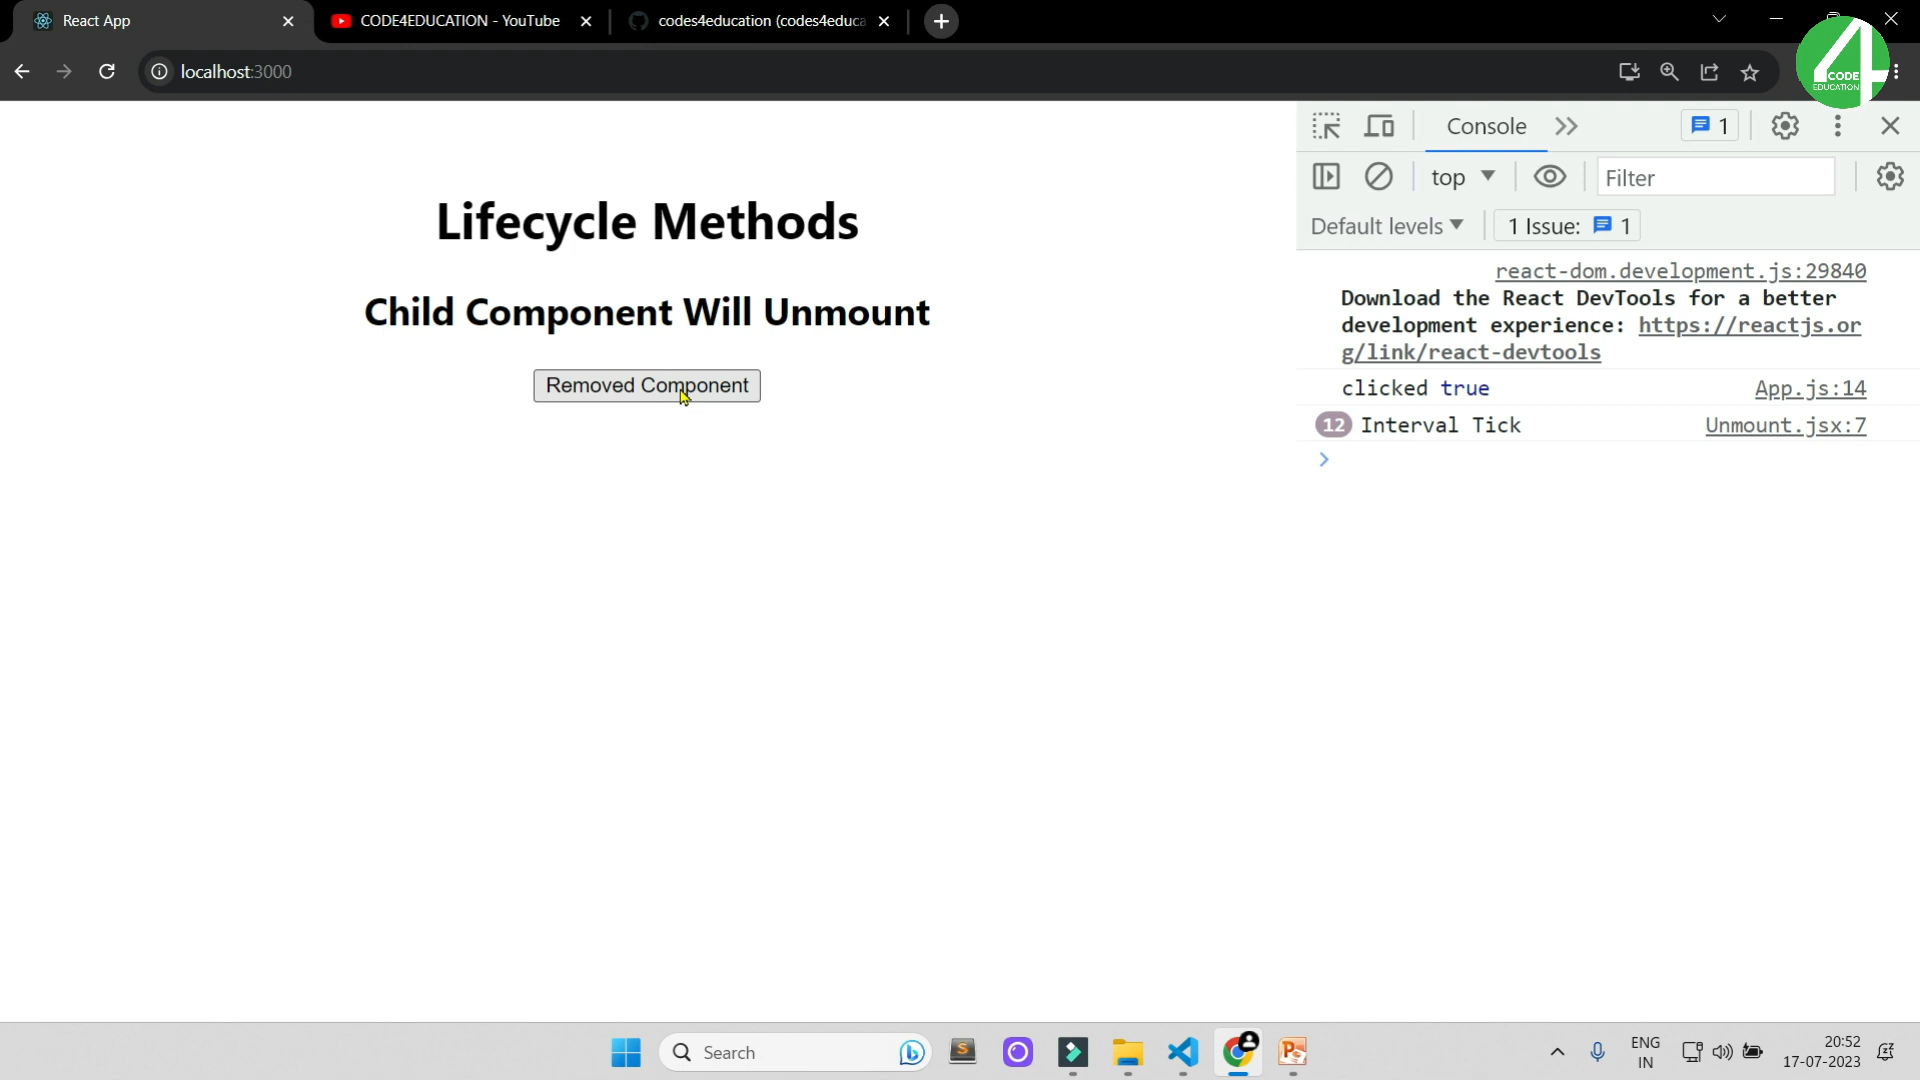 React App
CODE4EDUCATION - YouTube
codes4education (codes4educa
localhost:3000
4
CODE
EDUCATION
Lifecycle Methods
Child Component Will Unmount
Removed Component
Console
1
top
Filter
Default levels
1 Issue: 1
react-dom.development.js:29840
Download the React DevTools for a better
development experience: https://reactjs.or
g/link/react-devtools
clicked true App.js:14
12 Interval Tick Unmount.jsx:7
Search
ENG
IN
20:52
17-07-2023